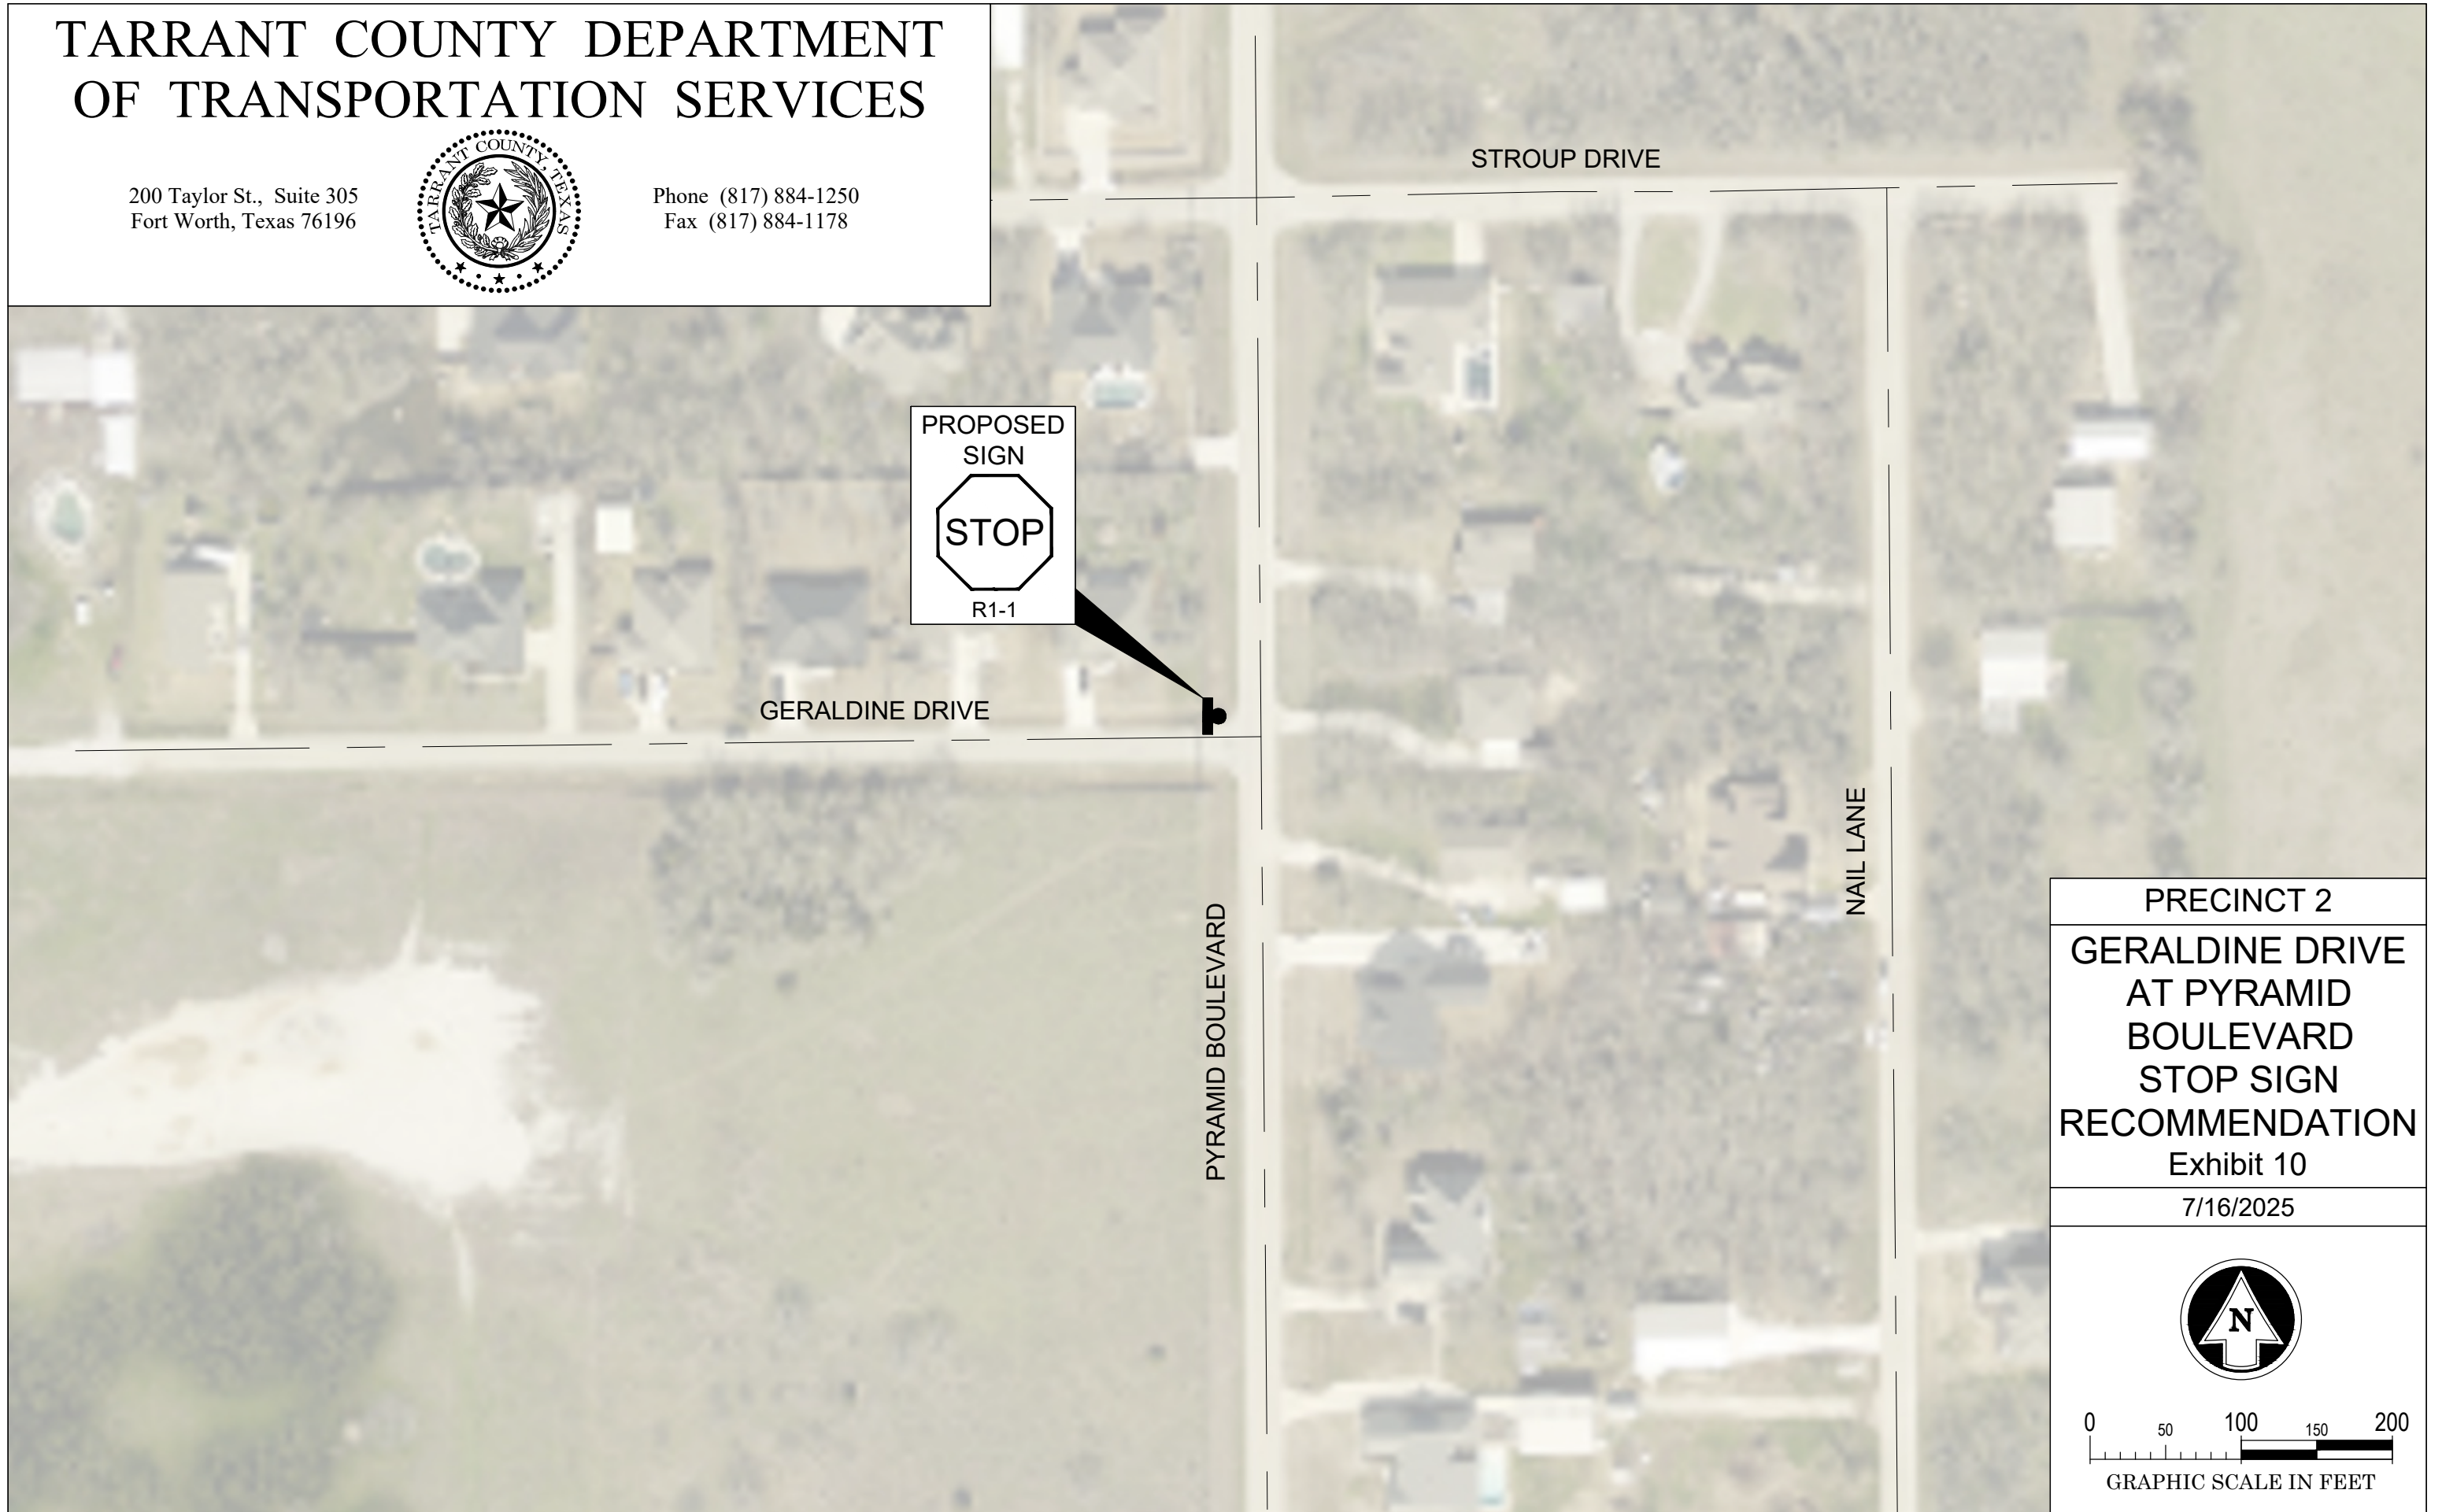 TARRANT COUNTY DEPARTMENT
OF TRANSPORTATION SERVICES
200 Taylor St., Suite 305
Fort Worth, Texas 76196
TARRANT COUNTY, TEXAS
Phone (817) 884-1250
Fax (817) 884-1178
STROUP DRIVE
PROPOSED
SIGN
STOP
R1-1
GERALDINE DRIVE
PYRAMID BOULEVARD
NAIL LANE
PRECINCT 2
GERALDINE DRIVE
AT PYRAMID
BOULEVARD
STOP SIGN
RECOMMENDATION
Exhibit 10
7/16/2025
N
0 50 100 150 200
GRAPHIC SCALE IN FEET